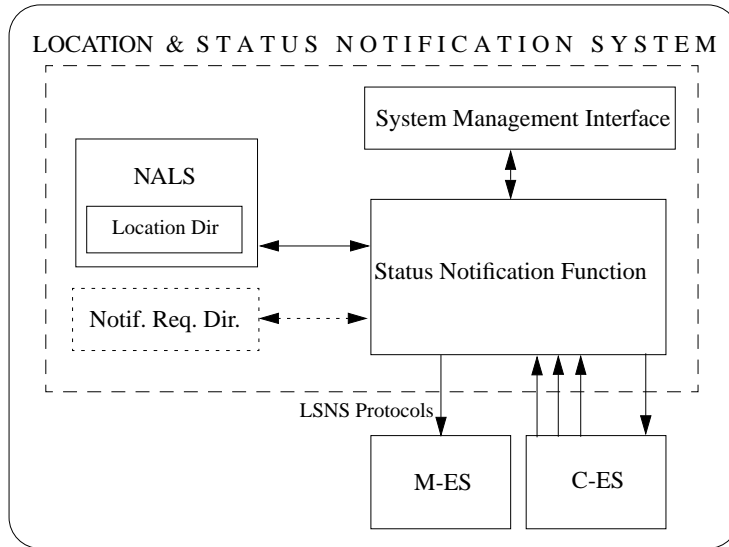 LOCATION & STATUS NOTIFICATION SYSTEM
System Management Interface
NALS
Location Dir
Status Notification Function
Notif. Req. Dir.
LSNS Protocols
M-ES
C-ES